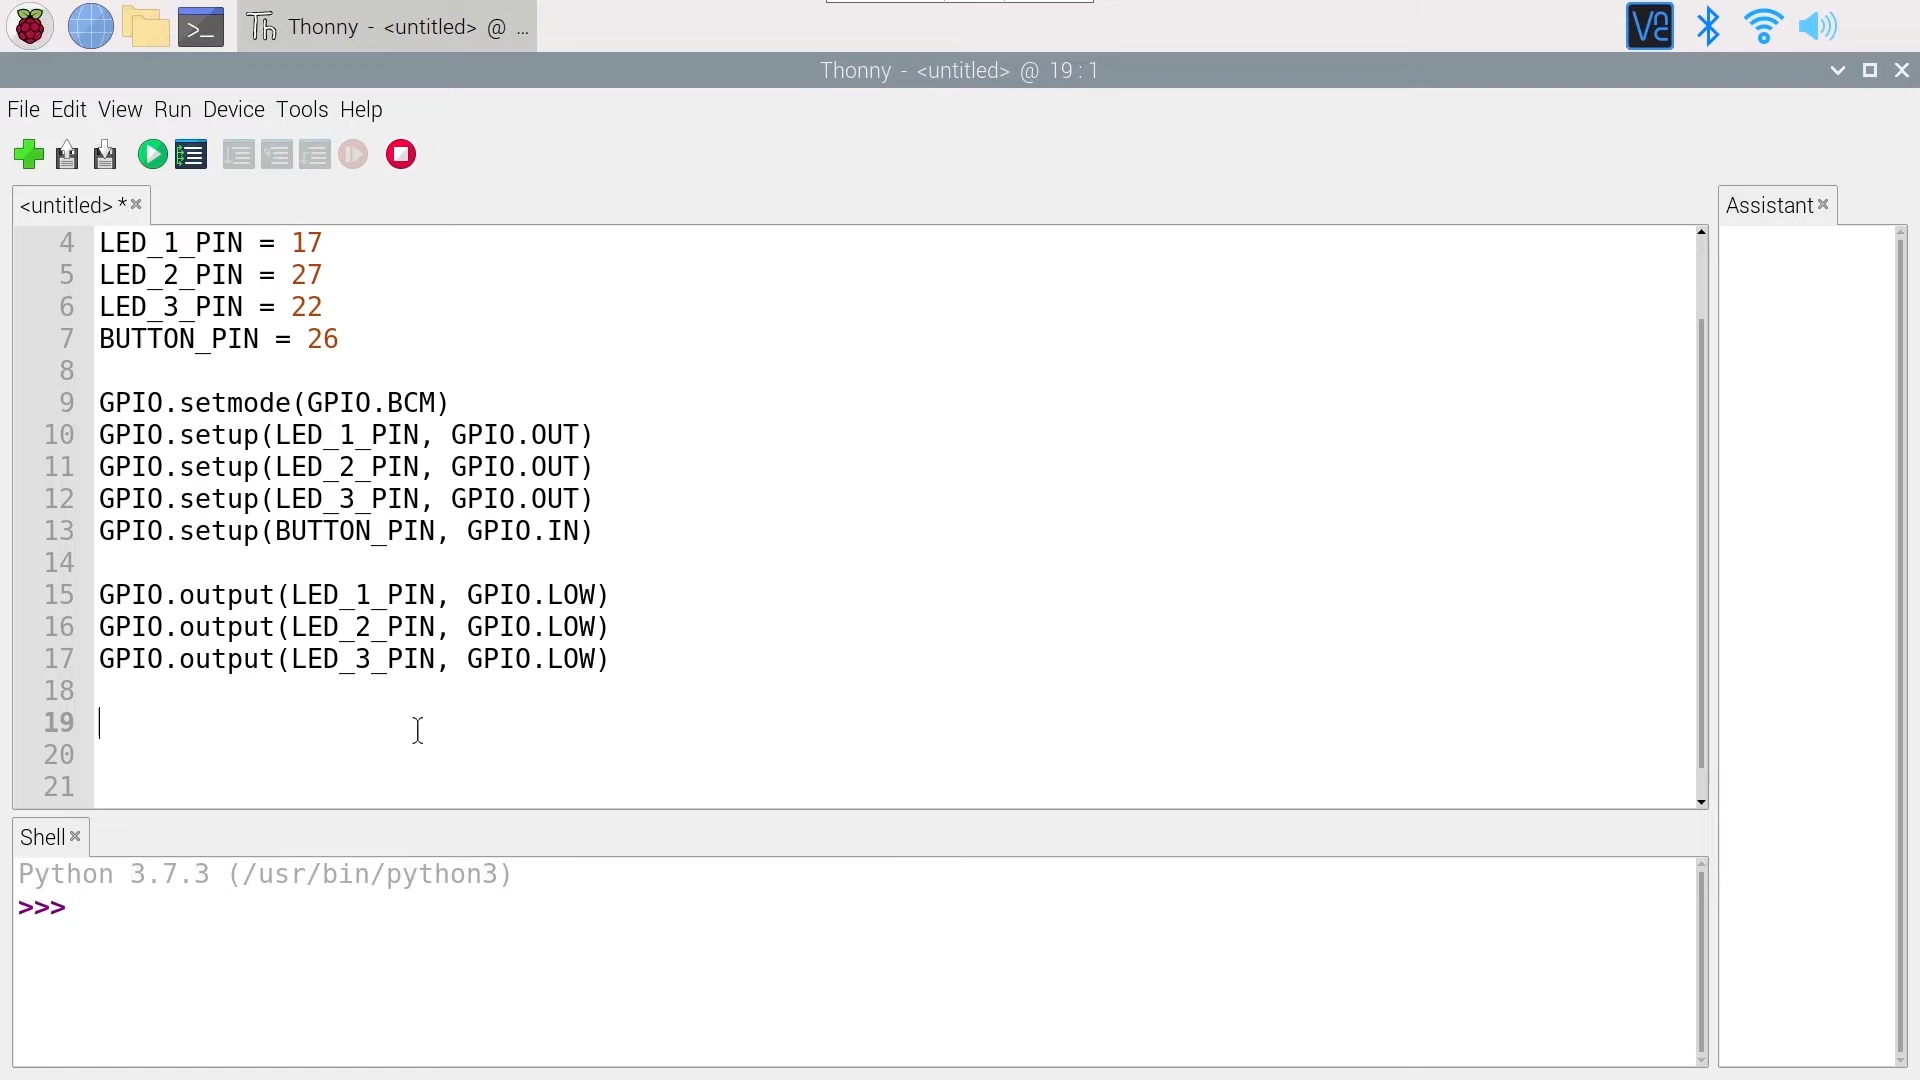 Thonny - <untitled> @ ...
Thonny - <untitled> @ 19 : 1
File Edit View Run Device Tools Help
<untitled> *
Assistant
4 LED_1_PIN = 17
5 LED_2_PIN = 27
6 LED_3_PIN = 22
7 BUTTON_PIN = 26
8
9 GPIO.setmode(GPIO.BCM)
10 GPIO.setup(LED_1_PIN, GPIO.OUT)
11 GPIO.setup(LED_2_PIN, GPIO.OUT)
12 GPIO.setup(LED_3_PIN, GPIO.OUT)
13 GPIO.setup(BUTTON_PIN, GPIO.IN)
14
15 GPIO.output(LED_1_PIN, GPIO.LOW)
16 GPIO.output(LED_2_PIN, GPIO.LOW)
17 GPIO.output(LED_3_PIN, GPIO.LOW)
18
19
20
21
Shell
Python 3.7.3 (/usr/bin/python3)
>>>